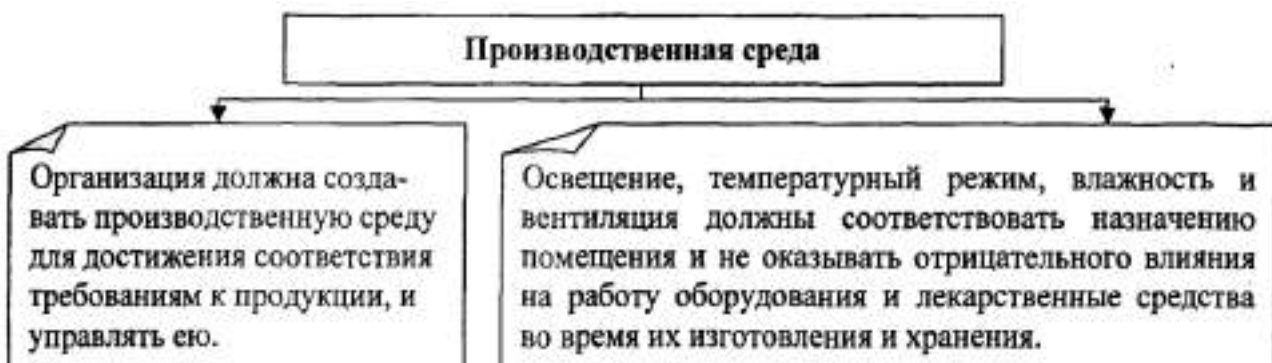 Производственная среда
Организация должна созда-
вать производственную среду
для достижения соответствия
требованиям к продукции, и
управлять ею.
Освещение, температурный режим, влажность и
вентиляция должны соответствовать назначению
помещения и не оказывать отрицательного влияния
на работу оборудования и лекарственные средства
во время их изготовления и хранения.